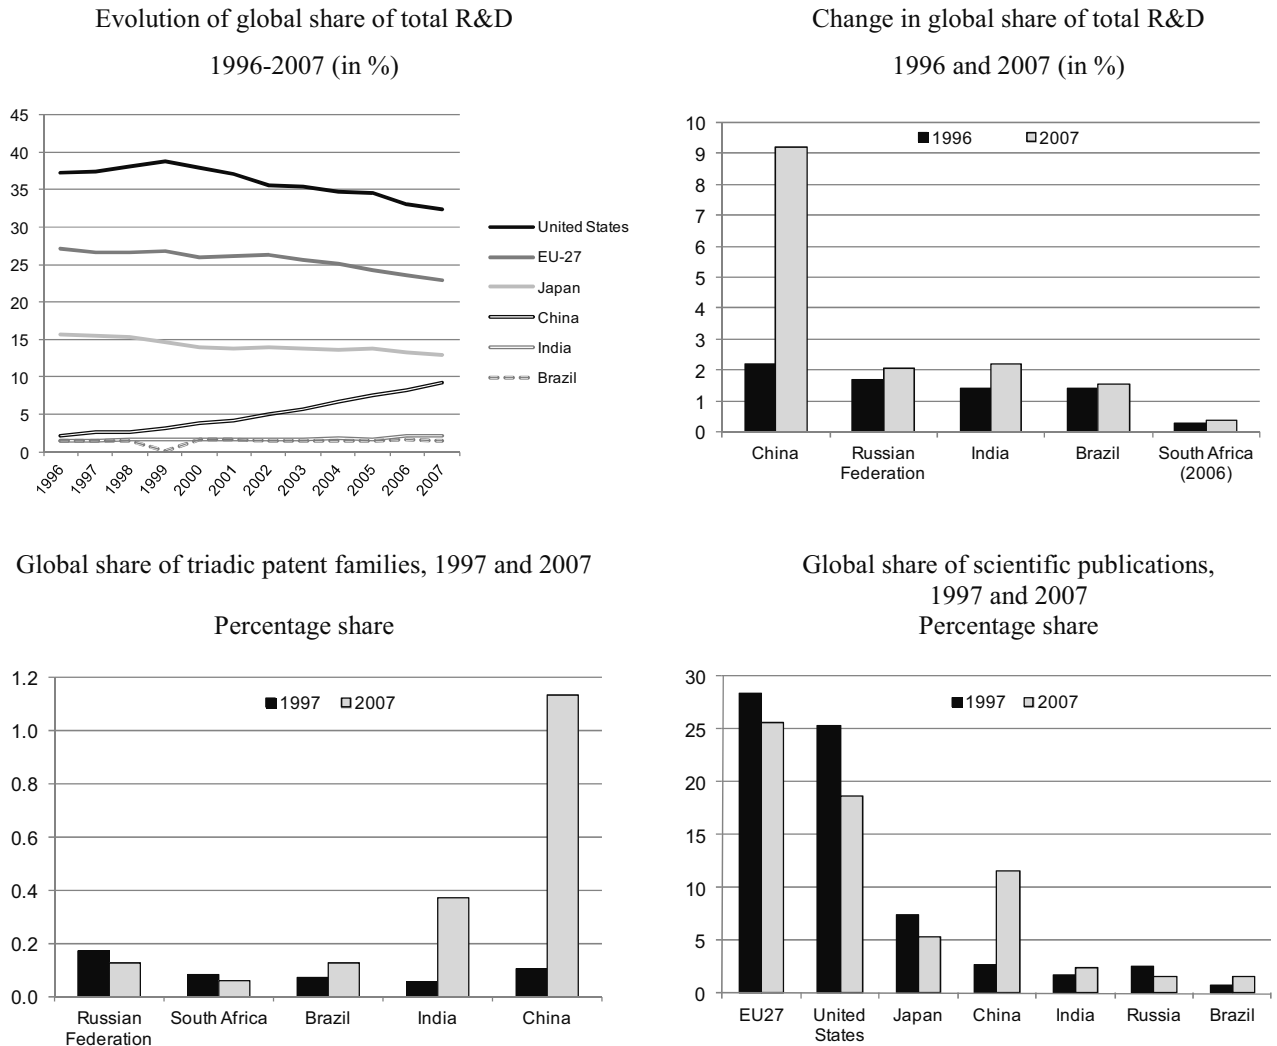 Evolution of global share of total R&D
1996-2007 (in %)
45
40
35
30
25
20
15
10
5
0
1996
1997
1998
1999
2000
2001
2002
2003
2004
2005
2006
2007
United States
EU-27
Japan
China
India
Brazil
Change in global share of total R&D
1996 and 2007 (in %)
10
9
8
7
6
5
4
3
2
1
0
1996 2007
China Russian India Brazil South Africa
Federation (2006)
Global share of triadic patent families, 1997 and 2007
Percentage share
1.2
1.0
0.8
0.6
0.4
0.2
0.0
1997 2007
Russian South Africa Brazil India China
Federation
Global share of scientific publications,
1997 and 2007
Percentage share
30
25
20
15
10
5
0
1997 2007
EU27 United Japan China India Russia Brazil
States